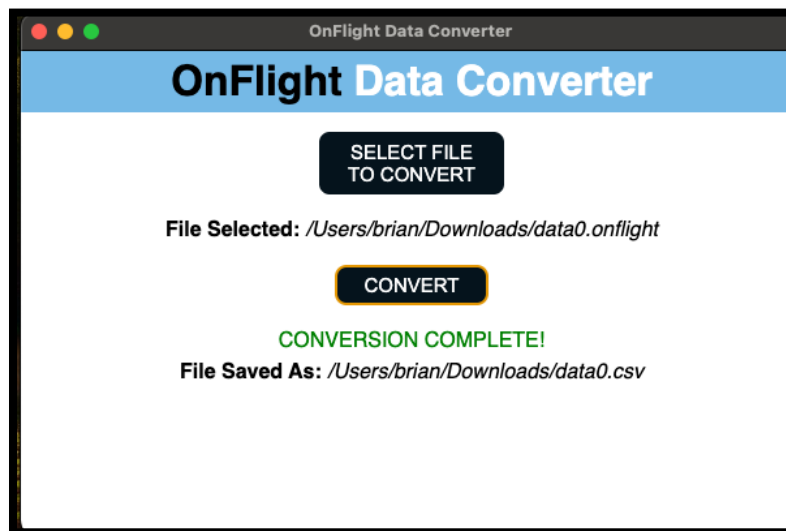 OnFlight Data Converter
OnFlight Data Converter
SELECT FILE
TO CONVERT
File Selected: /Users/brian/Downloads/data0.onflight
CONVERT
CONVERSION COMPLETE!
File Saved As: /Users/brian/Downloads/data0.csv